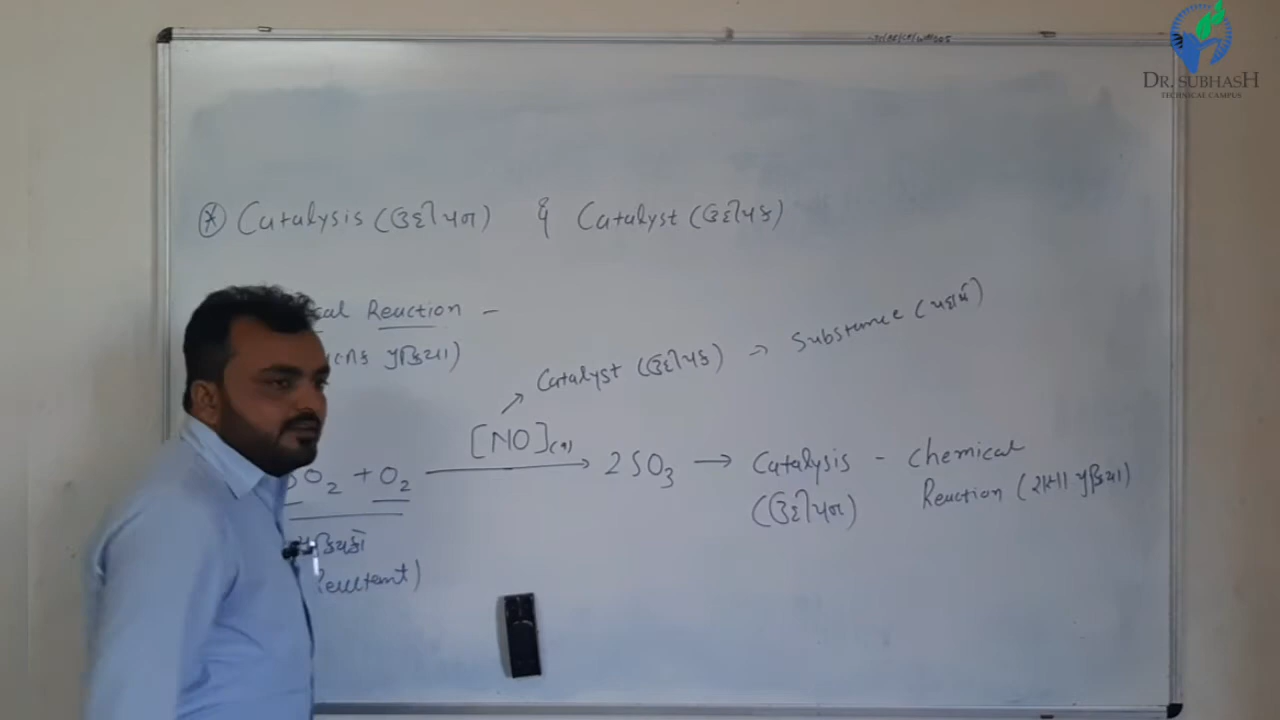 DR. SUBHASH
TECHNICAL CAMPUS
* Catalysis (ઉદ્દીપન) & Catalyst (ઉદ્દીપક)
cal Reaction -
પ્રક્રિયા)
Catalyst (ઉદ્દીપક) → Substance (પદાર્થ)
[NO](g)
O2 + O2 → 2SO3 → Catalysis - Chemical
(ઉદ્દીપન) Reaction (રાસા પ્રક્રિયા)